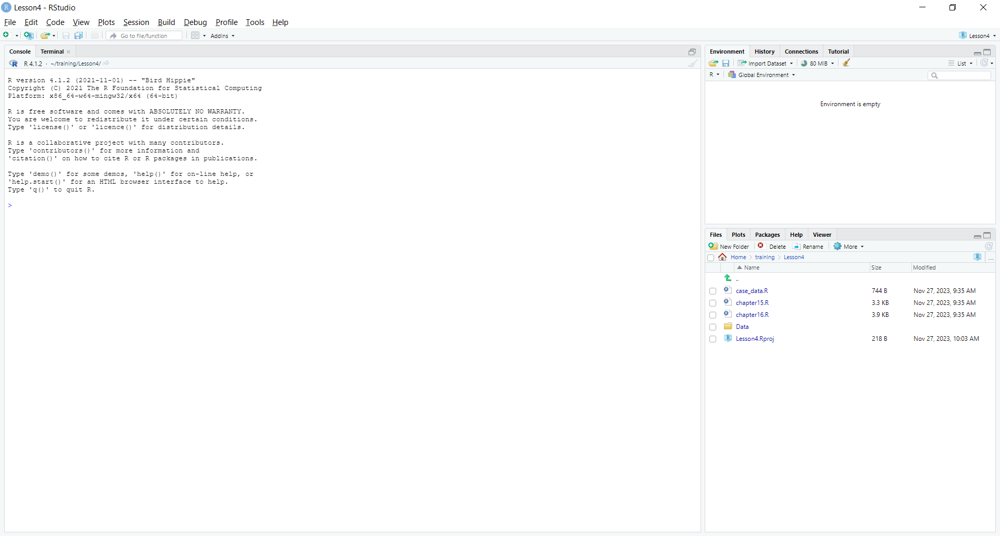 Lesson4 - RStudio
File Edit Code View Plots Session Build Debug Profile Tools Help
Go to file/function Addins Lesson4
Console Terminal
R 4.1.2 · ~/training/Lesson4/
R version 4.1.2 (2021-11-01) -- "Bird Hippie"
Copyright (C) 2021 The R Foundation for Statistical Computing
Platform: x86_64-w64-mingw32/x64 (64-bit)
R is free software and comes with ABSOLUTELY NO WARRANTY.
You are welcome to redistribute it under certain conditions.
Type 'license()' or 'licence()' for distribution details.
R is a collaborative project with many contributors.
Type 'contributors()' for more information and
'citation()' on how to cite R or R packages in publications.
Type 'demo()' for some demos, 'help()' for on-line help, or
'help.start()' for an HTML browser interface to help.
Type 'q()' to quit R.
>
Environment History Connections Tutorial
Import Dataset 80 MiB List
R Global Environment
Environment is empty
Files Plots Packages Help Viewer
New Folder Delete Rename More
Home training Lesson4 ...
Name Size Modified
..
case_data.R 744 B Nov 27, 2023, 9:35 AM
chapter15.R 3.3 KB Nov 27, 2023, 9:35 AM
chapter16.R 3.9 KB Nov 27, 2023, 9:35 AM
Data
Lesson4.Rproj 218 B Nov 27, 2023, 10:03 AM